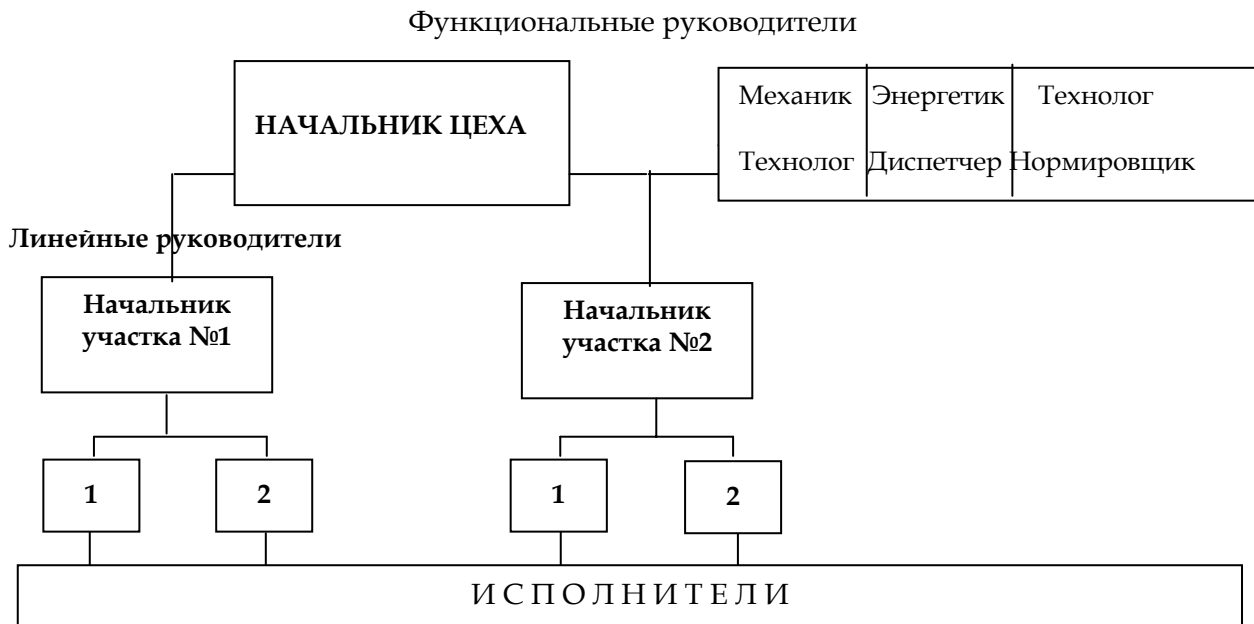 Функциональные руководители
НАЧАЛЬНИК ЦЕХА
Механик Энергетик Технолог
Технолог Диспетчер Нормировщик
Линейные руководители
Начальник
участка №1
Начальник
участка №2
1 2 1 2
ИСПОЛНИТЕЛИ